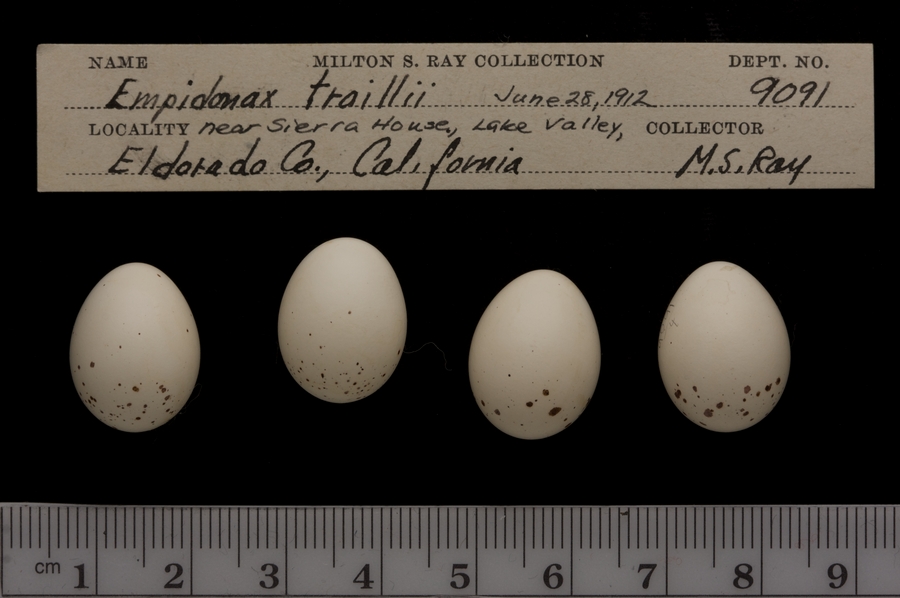 NAME MILTON S. RAY COLLECTION DEPT. NO.
Empidonax traillii June 28, 1912 9091
LOCALITY near Sierra House, Lake Valley, COLLECTOR
Eldorado Co., California M.S. Ray
cm 1 2 3 4 5 6 7 8 9